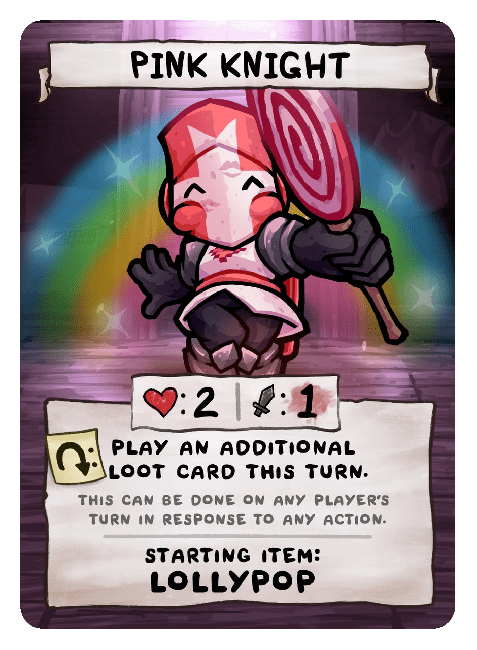 PINK KNIGHT
:2 | :1
: PLAY AN ADDITIONAL
LOOT CARD THIS TURN.
THIS CAN BE DONE ON ANY PLAYER'S
TURN IN RESPONSE TO ANY ACTION.
STARTING ITEM:
LOLLYPOP